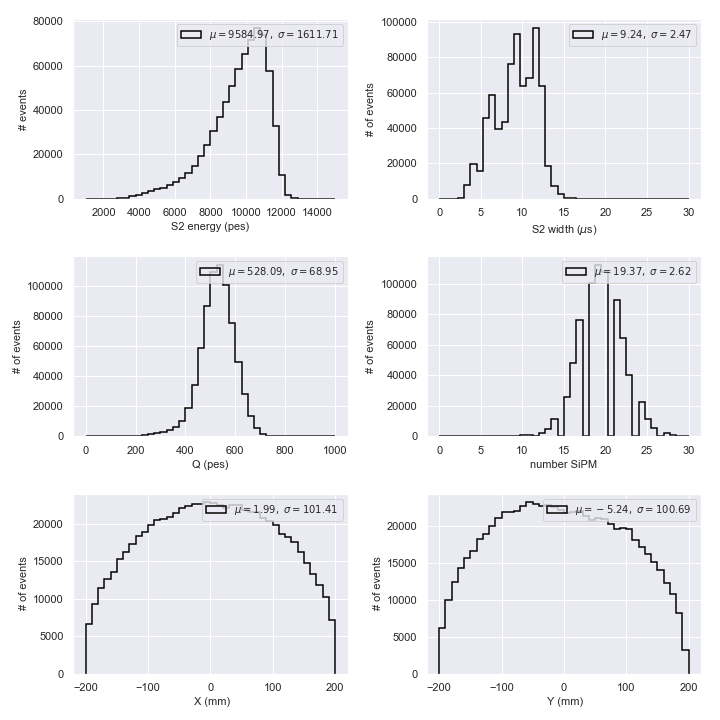 μ = 9584.97, σ = 1611.71
80000
60000
40000
20000
0
# events
2000 4000 6000 8000 10000 12000 14000
S2 energy (pes)
μ = 9.24, σ = 2.47
100000
80000
60000
40000
20000
0
# of events
0 5 10 15 20 25 30
S2 width (μs)
μ = 528.09, σ = 68.95
100000
80000
60000
40000
20000
0
# of events
0 200 400 600 800 1000
Q (pes)
μ = 19.37, σ = 2.62
100000
80000
60000
40000
20000
0
# of events
0 5 10 15 20 25 30
number SiPM
μ = 1.99, σ = 101.41
20000
15000
10000
5000
0
# of events
−200 −100 0 100 200
X (mm)
μ = −5.24, σ = 100.69
20000
15000
10000
5000
0
# of events
−200 −100 0 100 200
Y (mm)